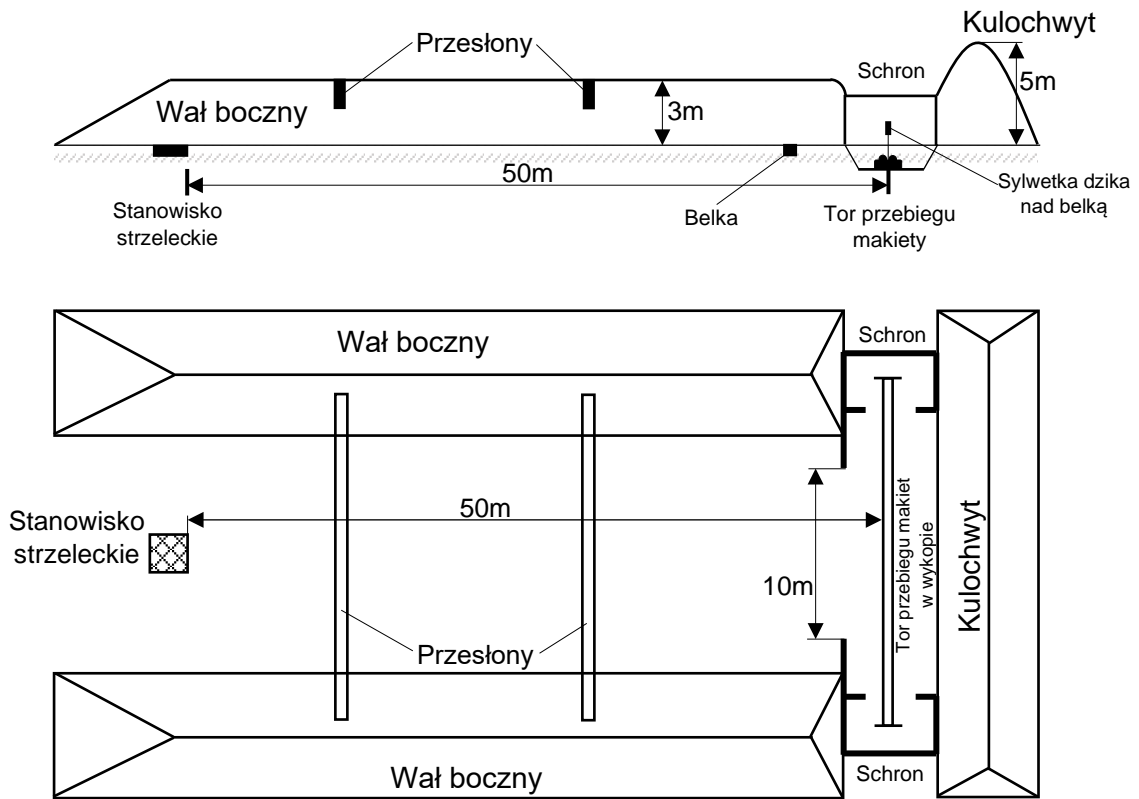 Kulochwyt
Przesłony
Schron
5m
Wał boczny
3m
50m
Stanowisko
strzeleckie
Belka
Tor przebiegu
makiety
Sylwetka dzika
nad belką
Wał boczny
Schron
50m
Stanowisko
strzeleckie
10m
Tor przebiegu makiet
w wykopie
Kulochwyt
Przesłony
Wał boczny
Schron